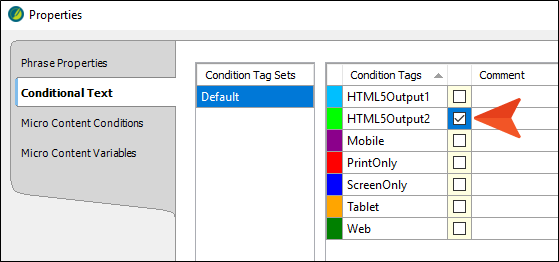 Properties
Phrase Properties
Conditional Text
Micro Content Conditions
Micro Content Variables
Condition Tag Sets
Default
Condition Tags Comment
HTML5Output1
HTML5Output2
Mobile
PrintOnly
ScreenOnly
Tablet
Web